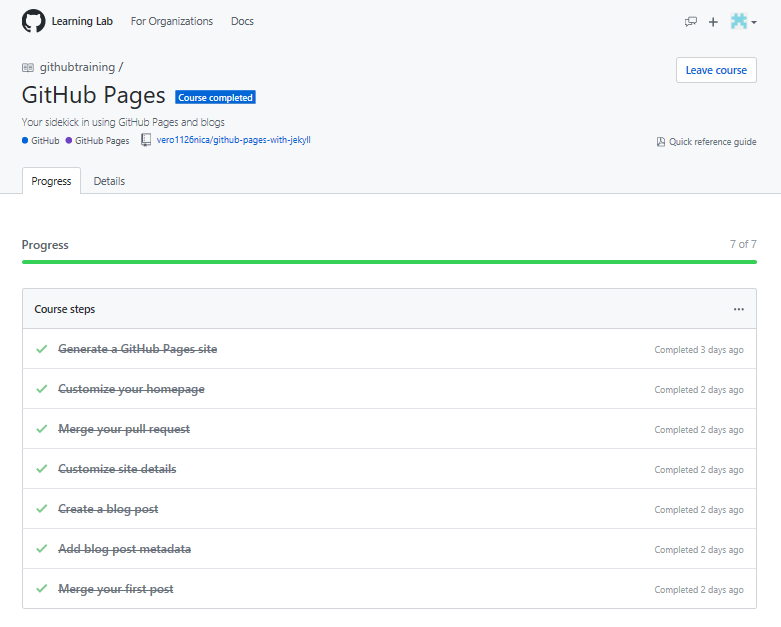 Learning Lab For Organizations Docs
githubtraining /
Leave course
GitHub Pages Course completed
Your sidekick in using GitHub Pages and blogs
GitHub GitHub Pages vero1126nica/github-pages-with-jekyll
Quick reference guide
Progress Details
Progress 7 of 7
Course steps ...
Generate a GitHub Pages site Completed 3 days ago
Customize your homepage Completed 2 days ago
Merge your pull request Completed 2 days ago
Customize site details Completed 2 days ago
Create a blog post Completed 2 days ago
Add blog post metadata Completed 2 days ago
Merge your first post Completed 2 days ago